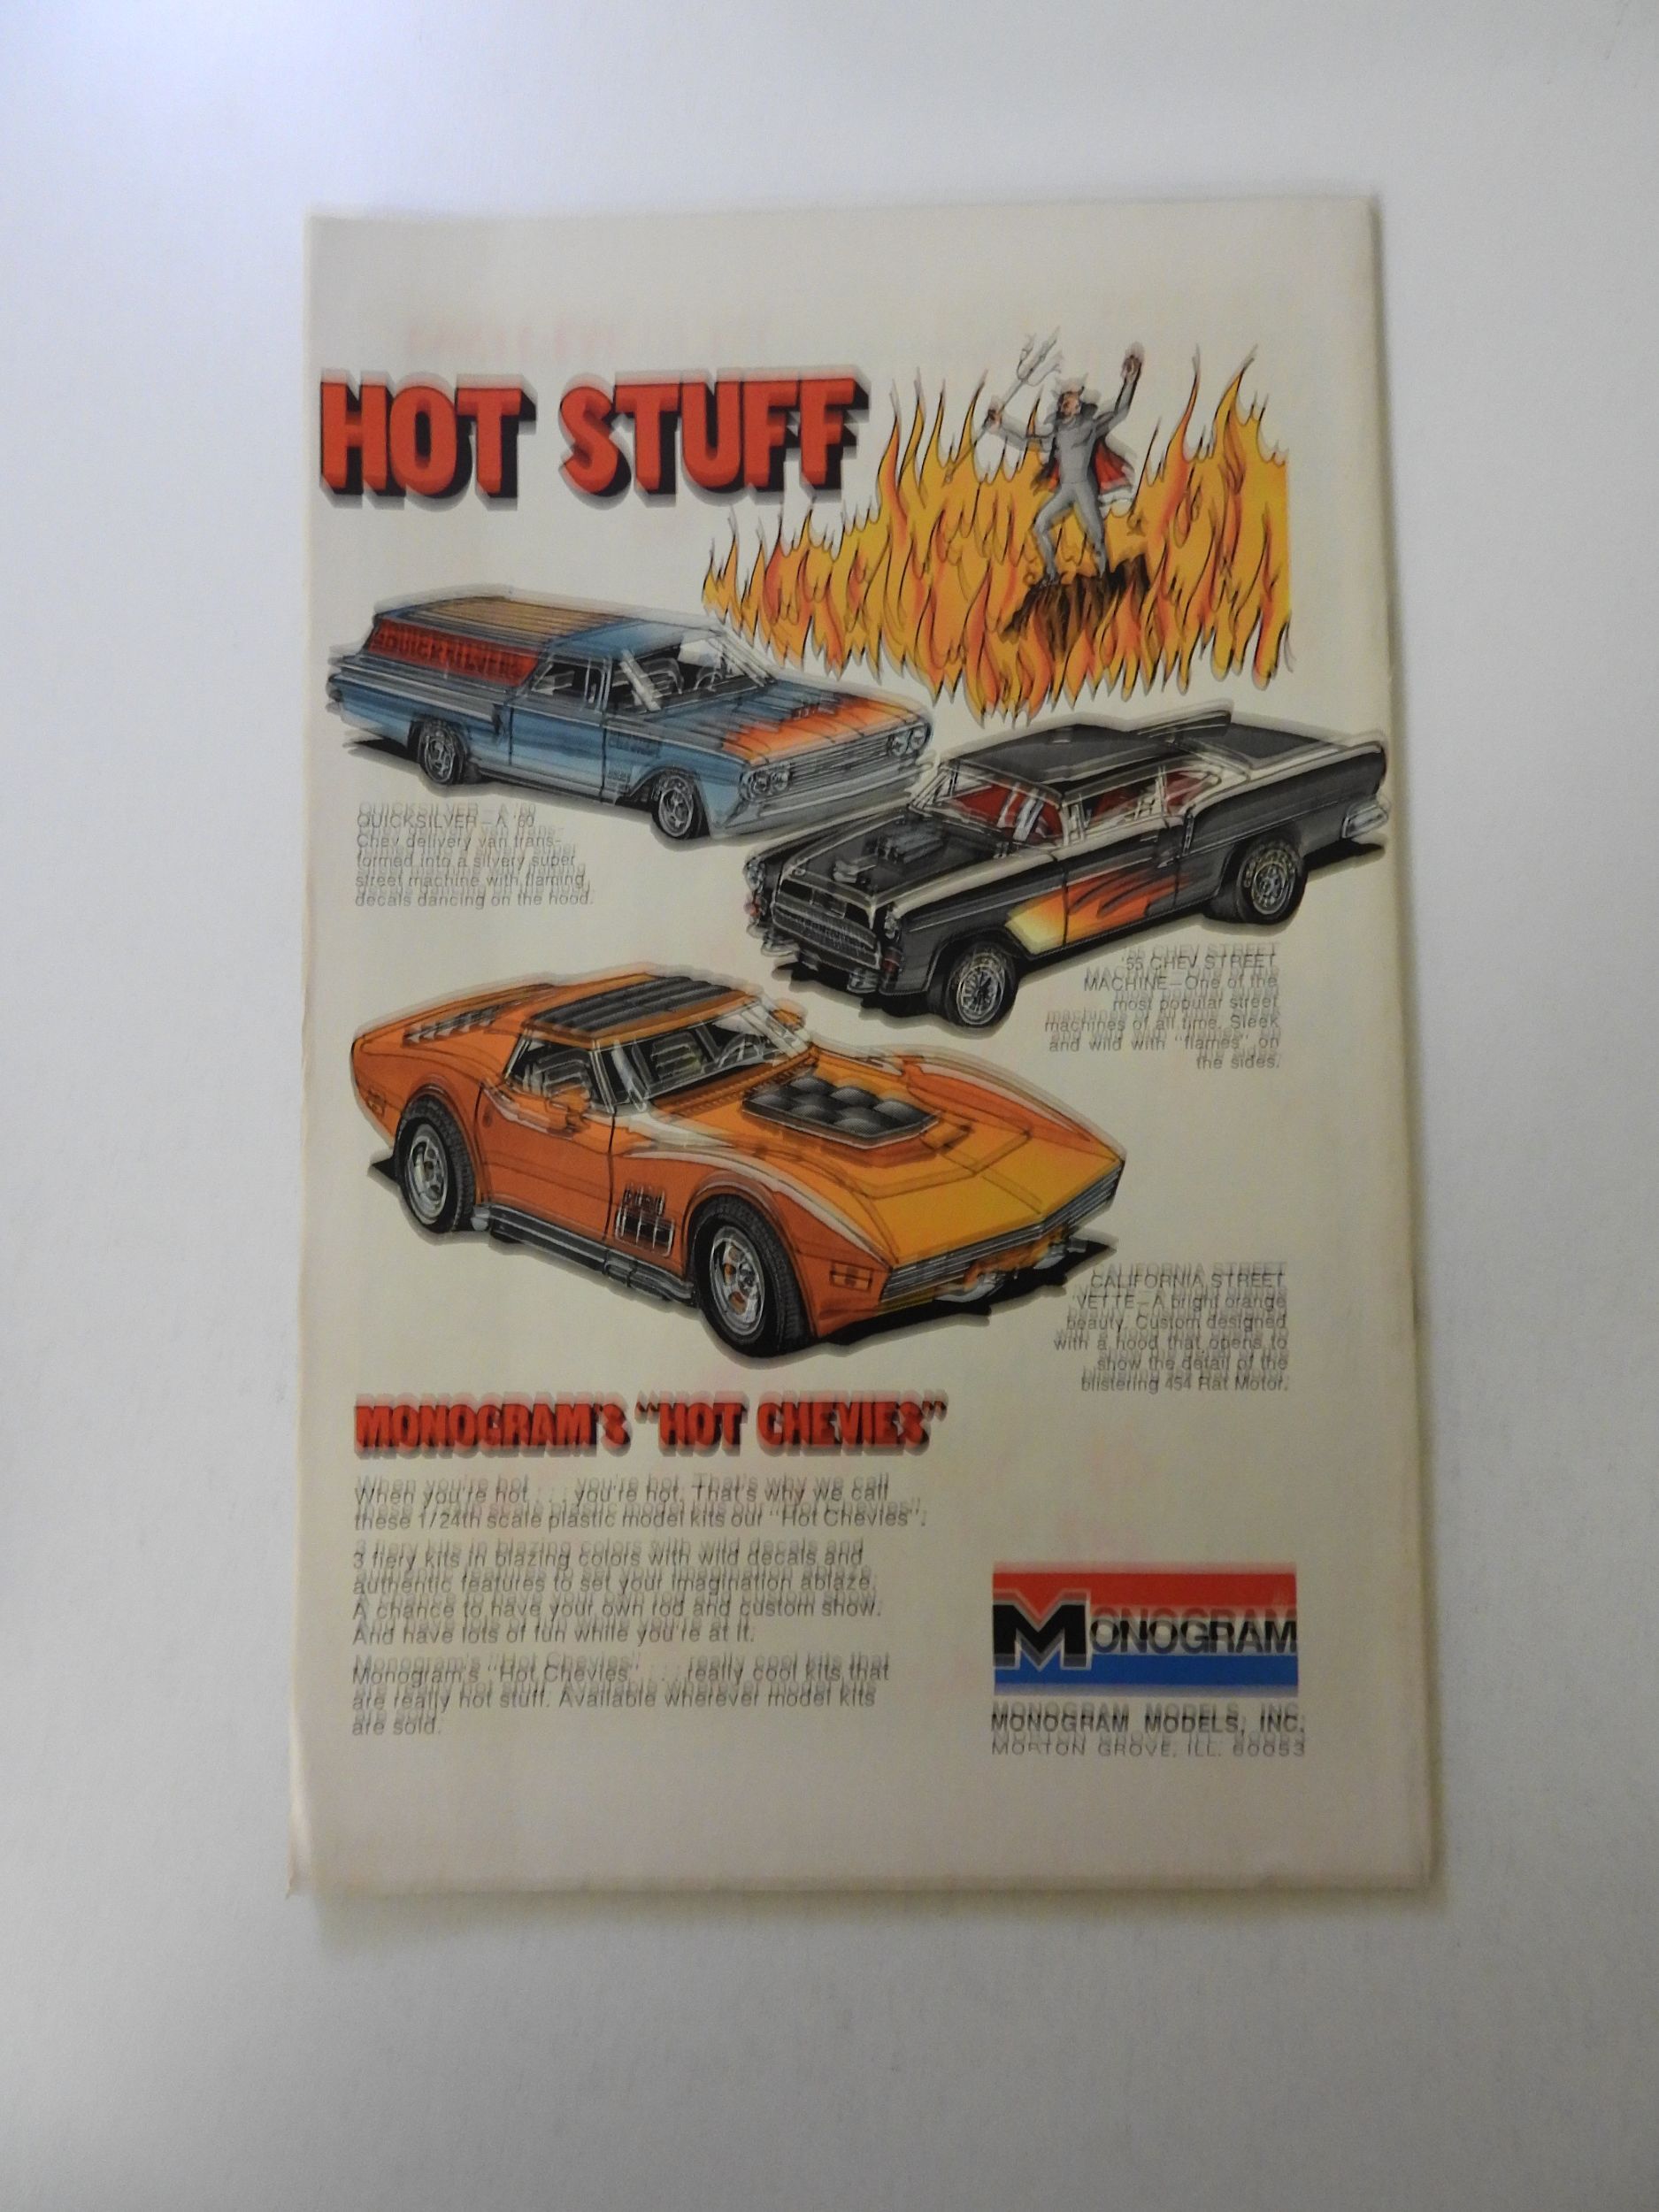 HOT STUFF
QUICKSILVER
QUICKSILVER—A '60
Chev delivery van trans-
formed into a silvery super
street machine with flaming
decals dancing on the hood.
'55 CHEV STREET
MACHINE—One of the
most popular street
machines of all time. Sleek
and wild with "flames" on
the sides.
CALIFORNIA STREET
VETTE—A bright orange
beauty. Custom designed
with a hood that opens to
show the detail of the
blistering 454 Rat Motor.
MONOGRAM'S "HOT CHEVIES"
When you're hot . . . you're hot. That's why we call
these 1/24th scale plastic model kits our "Hot Chevies".
3 fiery kits in blazing colors with wild decals and
authentic features to set your imagination ablaze.
A chance to have your own rod and custom show.
And have lots of fun while you're at it.
Monogram's "Hot Chevies" . . . really cool kits that
are really hot stuff. Available wherever model kits
are sold.
MONOGRAM
MONOGRAM MODELS, INC.
MORTON GROVE, ILL. 60053